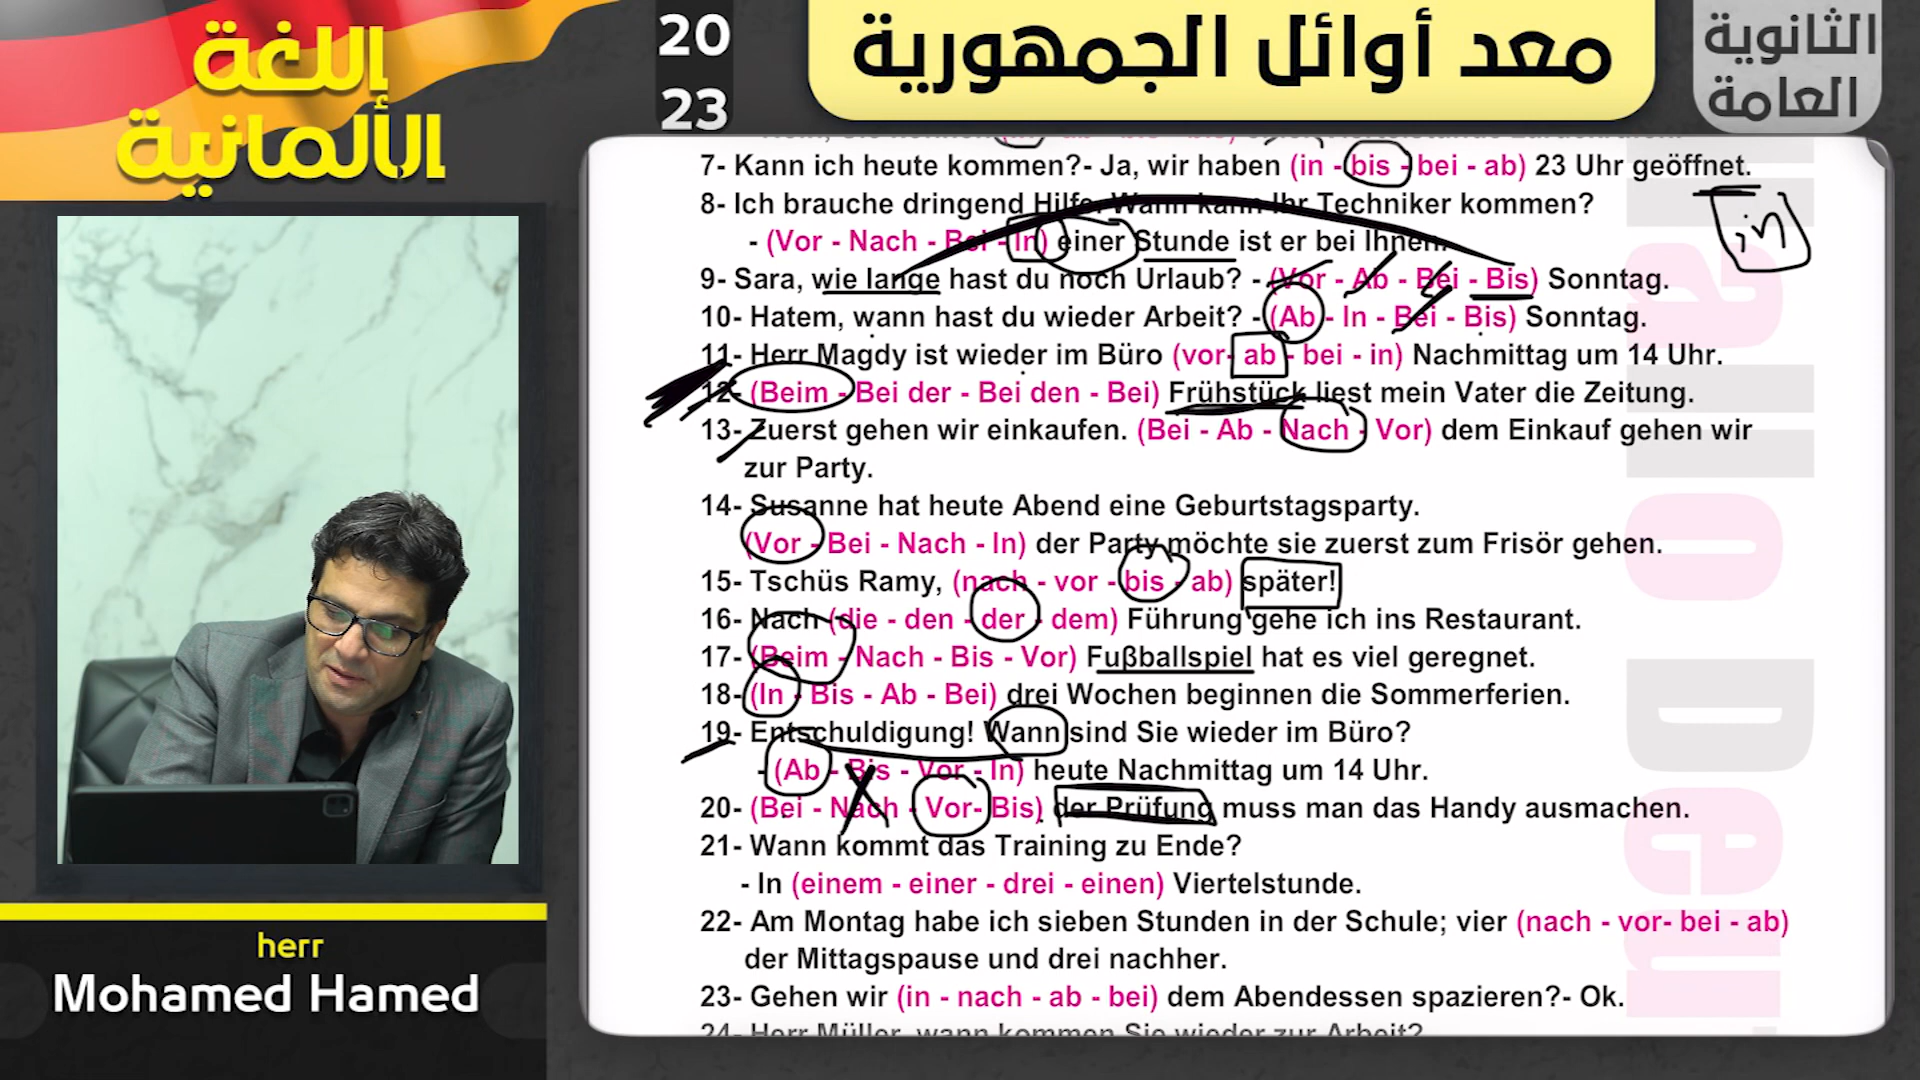 اللغة
الألمانية
20
23
معد أوائل الجمهورية
الثانوية
العامة
7- Kann ich heute kommen?- Ja, wir haben (in - bis - bei - ab) 23 Uhr geöffnet.
in
8- Ich brauche dringend Hilfe. Wann kann Ihr Techniker kommen?
- (Vor - Nach - Bei - In) einer Stunde ist er bei Ihnen.
9- Sara, wie lange hast du noch Urlaub? - (Vor - Ab - Bei - Bis) Sonntag.
10- Hatem, wann hast du wieder Arbeit? - (Ab - In - Bei - Bis) Sonntag.
11- Herr Magdy ist wieder im Büro (vor- ab - bei - in) Nachmittag um 14 Uhr.
12- (Beim - Bei der - Bei den - Bei) Frühstück liest mein Vater die Zeitung.
13- Zuerst gehen wir einkaufen. (Bei - Ab - Nach - Vor) dem Einkauf gehen wir
zur Party.
14- Susanne hat heute Abend eine Geburtstagsparty.
(Vor - Bei - Nach - In) der Party möchte sie zuerst zum Frisör gehen.
15- Tschüs Ramy, (nach - vor - bis - ab) später!
16- Nach (die - den - der - dem) Führung gehe ich ins Restaurant.
17- (Beim - Nach - Bis - Vor) Fußballspiel hat es viel geregnet.
18- (In - Bis - Ab - Bei) drei Wochen beginnen die Sommerferien.
19- Entschuldigung! Wann sind Sie wieder im Büro?
- (Ab - Bis - Vor - In) heute Nachmittag um 14 Uhr.
20- (Bei - Nach - Vor- Bis) der Prüfung muss man das Handy ausmachen.
21- Wann kommt das Training zu Ende?
- In (einem - einer - drei - einen) Viertelstunde.
22- Am Montag habe ich sieben Stunden in der Schule; vier (nach - vor- bei - ab)
der Mittagspause und drei nachher.
23- Gehen wir (in - nach - ab - bei) dem Abendessen spazieren?- Ok.
24- Herr Müller, wann kommen Sie wieder zur Arbeit?
herr
Mohamed Hamed